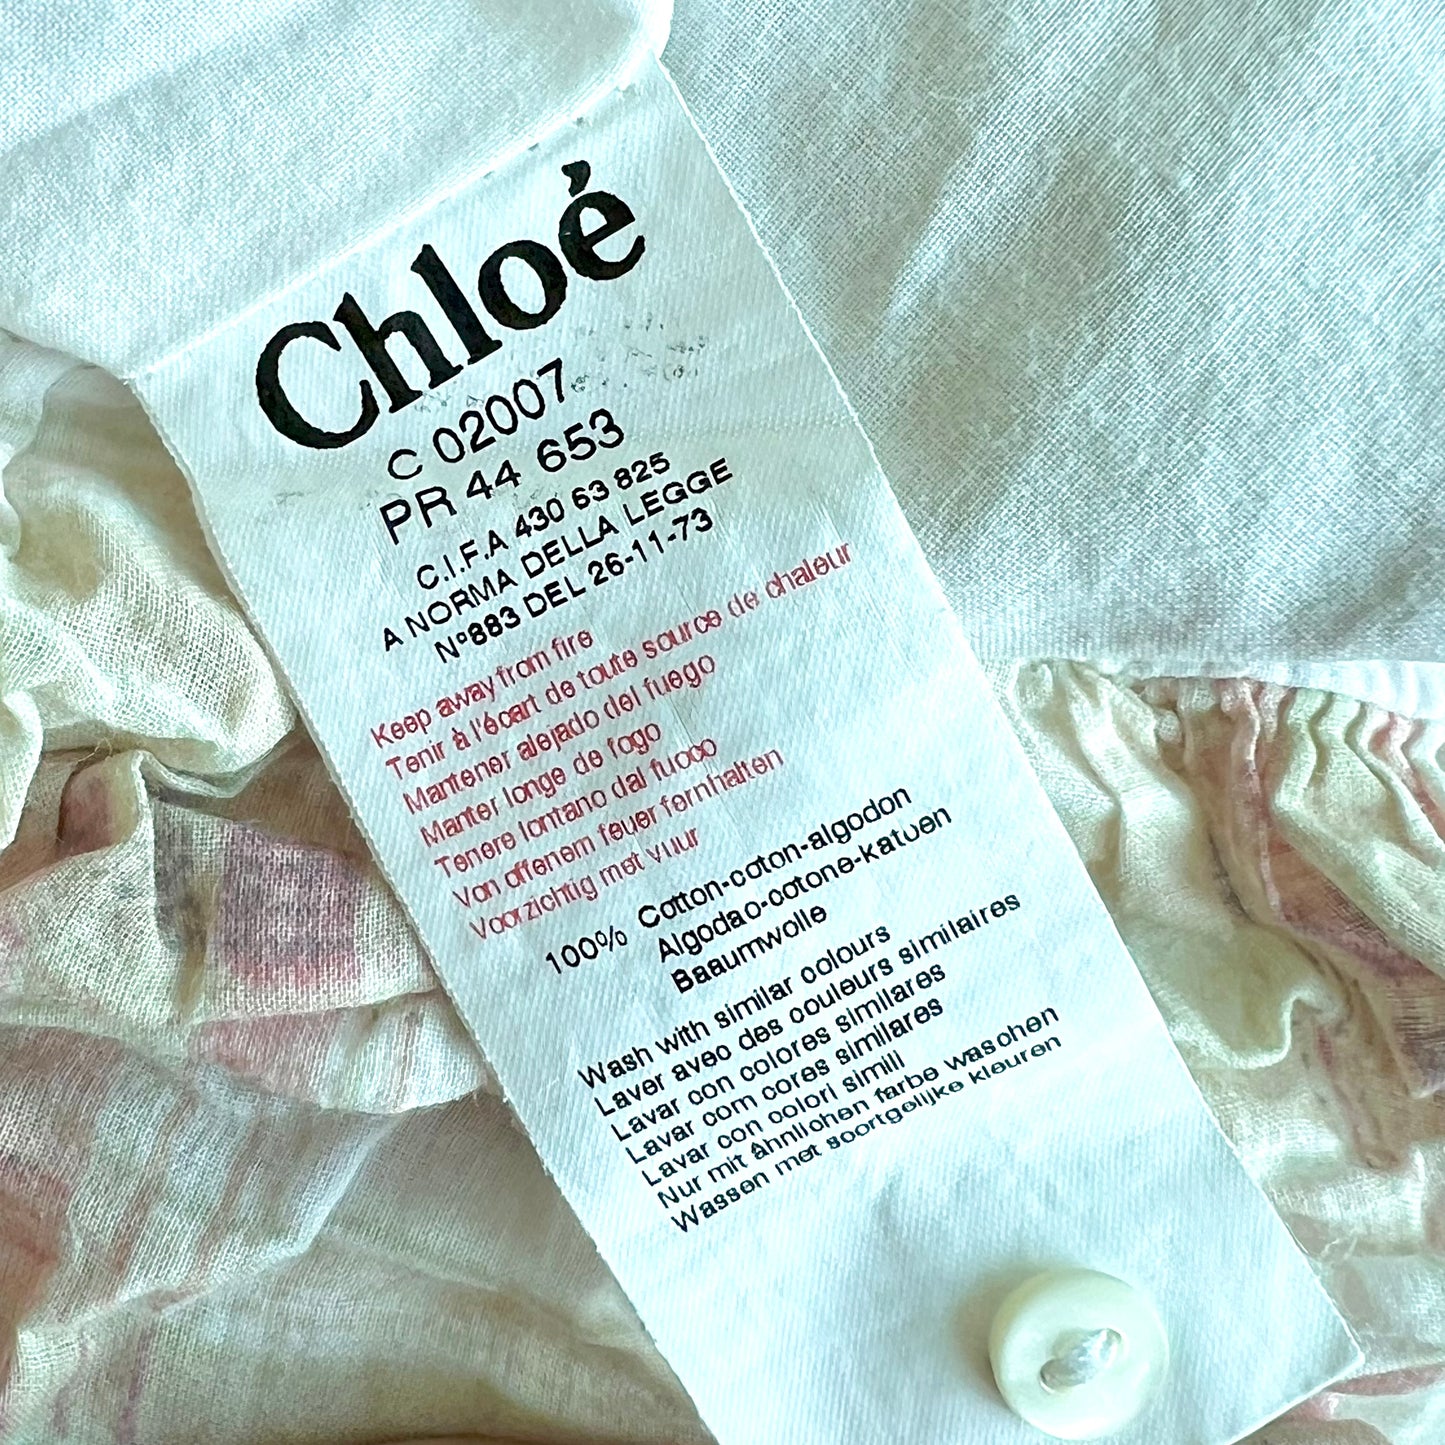 Chloé
C 02007
PR 44 653
C.I.F.A 430 63 825
A NORMA DELLA LEGGE
N°883 DEL 26-11-73
Keep away from fire
Tenir à l'écart de toute source de chaleur
Mantener alejado del fuego
Manter longe de fogo
Tenere lontano dal fuoco
Von offenem feuer fernhalten
Voorzichtig met vuur
100% Cotton-coton-algodon
Algodao-cotone-katoen
Baaumwolle
Wash with similar colours
Laver avec des couleurs similaires
Lavar con colores similares
Lavar com cores similares
Lavar con colori simili
Nur mit ähnlichen farbe waschen
Wassen met soortgelijke kleuren